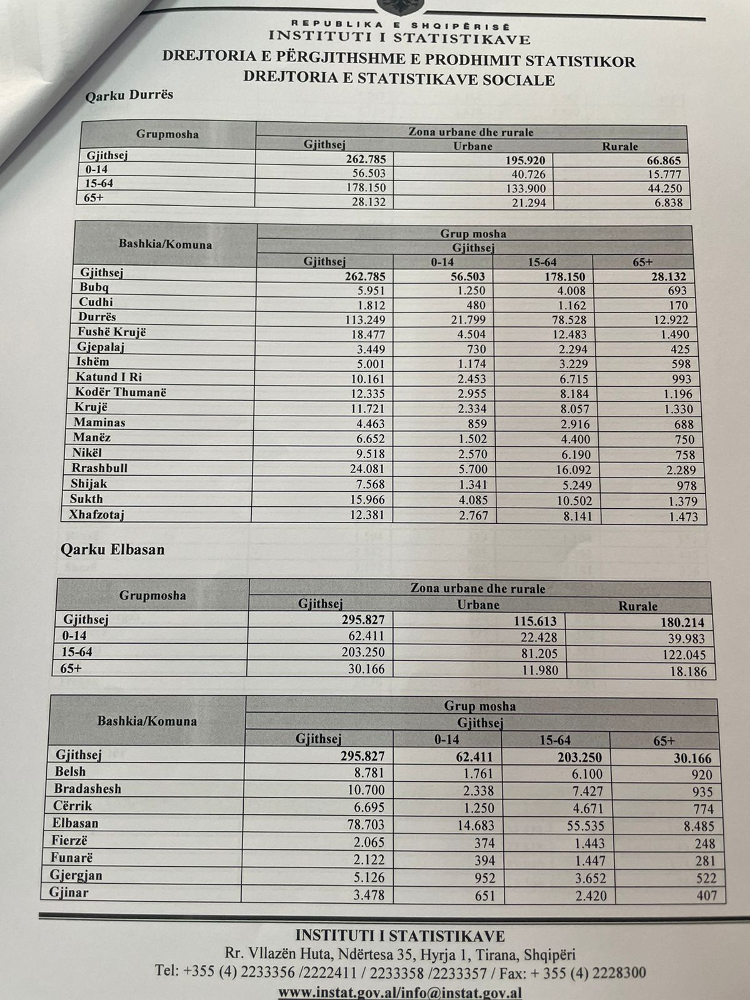 REPUBLIKA E SHQIPËRISË
INSTITUTI I STATISTIKAVE
DREJTORIA E PËRGJITHSHME E PRODHIMIT STATISTIKOR
DREJTORIA E STATISTIKAVE SOCIALE
Qarku Durrës
Grupmosha Zona urbane dhe rurale
Gjithsej Urbane Rurale
Gjithsej 262.785 195.920 66.865
0-14 56.503 40.726 15.777
15-64 178.150 133.900 44.250
65+ 28.132 21.294 6.838
Bashkia/Komuna Grup mosha
Gjithsej
Gjithsej 0-14 15-64 65+
Gjithsej 262.785 56.503 178.150 28.132
Bubq 5.951 1.250 4.008 693
Cudhi 1.812 480 1.162 170
Durrës 113.249 21.799 78.528 12.922
Fushë Krujë 18.477 4.504 12.483 1.490
Gjepalaj 3.449 730 2.294 425
Ishëm 5.001 1.174 3.229 598
Katund I Ri 10.161 2.453 6.715 993
Kodër Thumanë 12.335 2.955 8.184 1.196
Krujë 11.721 2.334 8.057 1.330
Maminas 4.463 859 2.916 688
Manëz 6.652 1.502 4.400 750
Nikël 9.518 2.570 6.190 758
Rrashbull 24.081 5.700 16.092 2.289
Shijak 7.568 1.341 5.249 978
Sukth 15.966 4.085 10.502 1.379
Xhafzotaj 12.381 2.767 8.141 1.473
Qarku Elbasan
Grupmosha Zona urbane dhe rurale
Gjithsej Urbane Rurale
Gjithsej 295.827 115.613 180.214
0-14 62.411 22.428 39.983
15-64 203.250 81.205 122.045
65+ 30.166 11.980 18.186
Bashkia/Komuna Grup mosha
Gjithsej
Gjithsej 0-14 15-64 65+
Gjithsej 295.827 62.411 203.250 30.166
Belsh 8.781 1.761 6.100 920
Bradashesh 10.700 2.338 7.427 935
Cërrik 6.695 1.250 4.671 774
Elbasan 78.703 14.683 55.535 8.485
Fierzë 2.065 374 1.443 248
Funarë 2.122 394 1.447 281
Gjergjan 5.126 952 3.652 522
Gjinar 3.478 651 2.420 407
INSTITUTI I STATISTIKAVE
Rr. Vllazën Huta, Ndërtesa 35, Hyrja 1, Tirana, Shqipëri
Tel: +355 (4) 2233356 /2222411 / 2233358 /2233357 / Fax: + 355 (4) 2228300
www.instat.gov.al/info@instat.gov.al